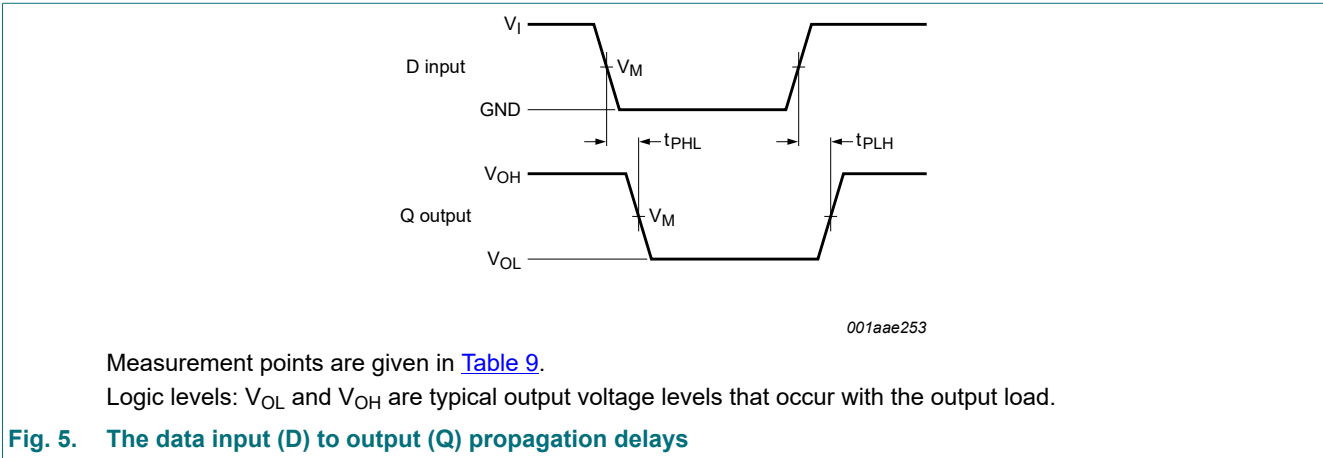 VI
D input
VM
GND
tPHL
tPLH
VOH
Q output
VM
VOL
001aae253
Measurement points are given in Table 9.
Logic levels: VOL and VOH are typical output voltage levels that occur with the output load.
Fig. 5. The data input (D) to output (Q) propagation delays